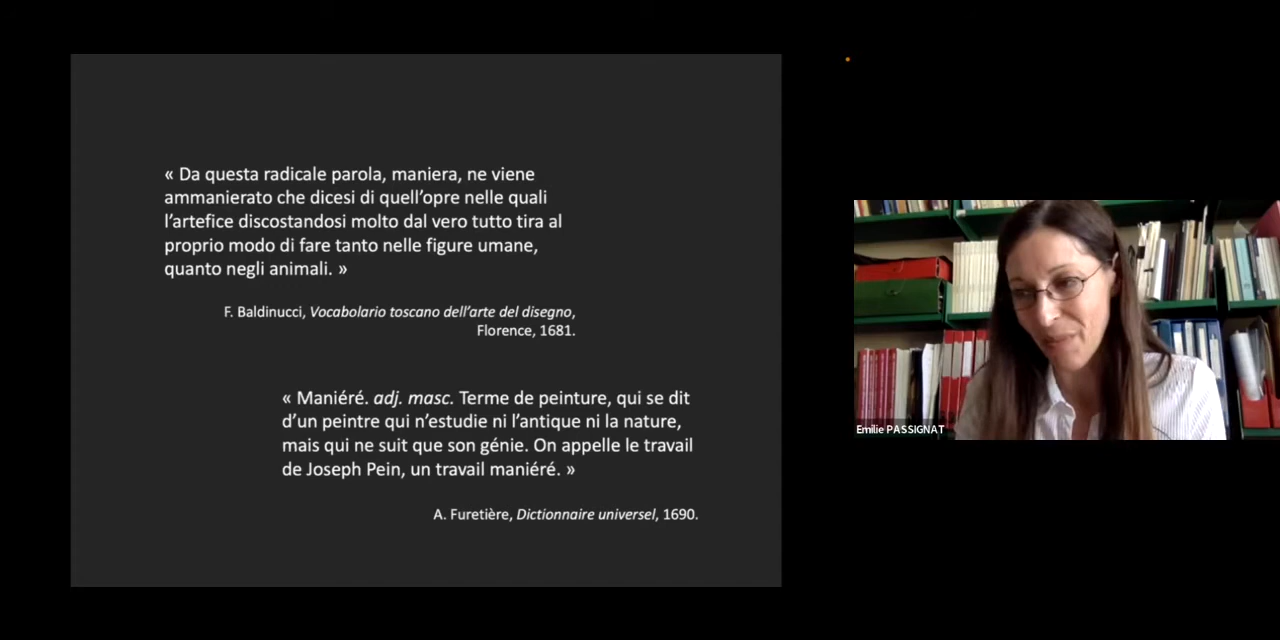 « Da questa radicale parola, maniera, ne viene
ammanierato che dicesi di quell’opre nelle quali
l’artefice discostandosi molto dal vero tutto tira al
proprio modo di fare tanto nelle figure umane,
quanto negli animali. »
F. Baldinucci, Vocabolario toscano dell’arte del disegno,
Florence, 1681.
« Maniéré. adj. masc. Terme de peinture, qui se dit
d’un peintre qui n’estudie ni l’antique ni la nature,
mais qui ne suit que son génie. On appelle le travail
de Joseph Pein, un travail maniéré. »
A. Furetière, Dictionnaire universel, 1690.
Emilie PASSIGNAT